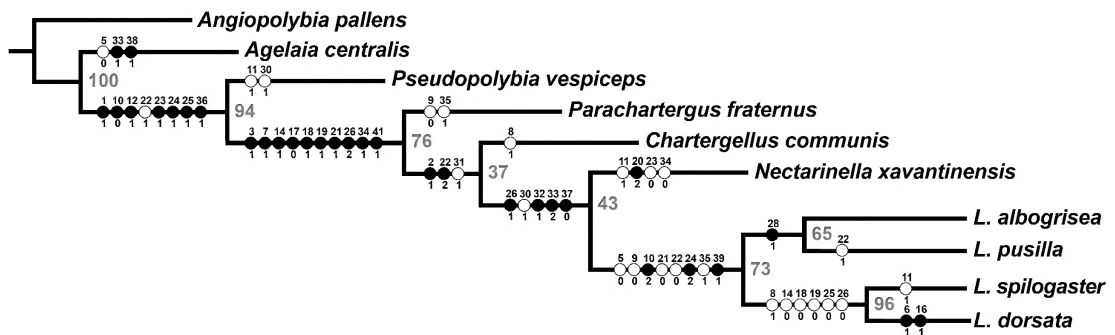 Angiopolybia pallens
5 33 38
Agelaia centralis
0 1 1
100
11 30
Pseudopolybia vespiceps
1 1
1 10 12 22 23 24 25 36
94
1 0 1 1 1 1 1 1
9 35
Parachartergus fraternus
0 1
3 7 14 17 18 19 21 26 34 41
76
1 1 1 0 1 1 1 2 1 1
8
Chartergellus communis
1
2 22 31
37
1 2 1
11 20 23 34
Nectarinella xavantinensis
1 2 0 0
26 30 32 33 37
43
1 1 1 2 0
L. albogrisea
28
65
1
22
L. pusilla
1
5 9 10 21 22 24 35 39
73
0 0 2 0 0 2 1 1
11
L. spilogaster
1
8 14 18 19 25 26
96
1 0 0 0 0 0
6 16
L. dorsata
1 1